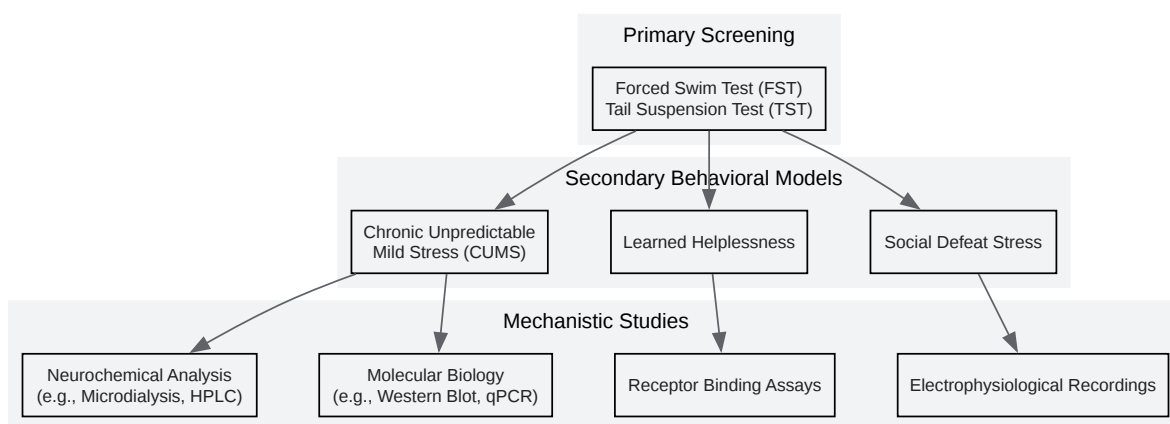 Primary Screening
Forced Swim Test (FST)
Tail Suspension Test (TST)
Secondary Behavioral Models
Chronic Unpredictable
Mild Stress (CUMS)
Learned Helplessness
Social Defeat Stress
Mechanistic Studies
Neurochemical Analysis
(e.g., Microdialysis, HPLC)
Molecular Biology
(e.g., Western Blot, qPCR)
Receptor Binding Assays
Electrophysiological Recordings